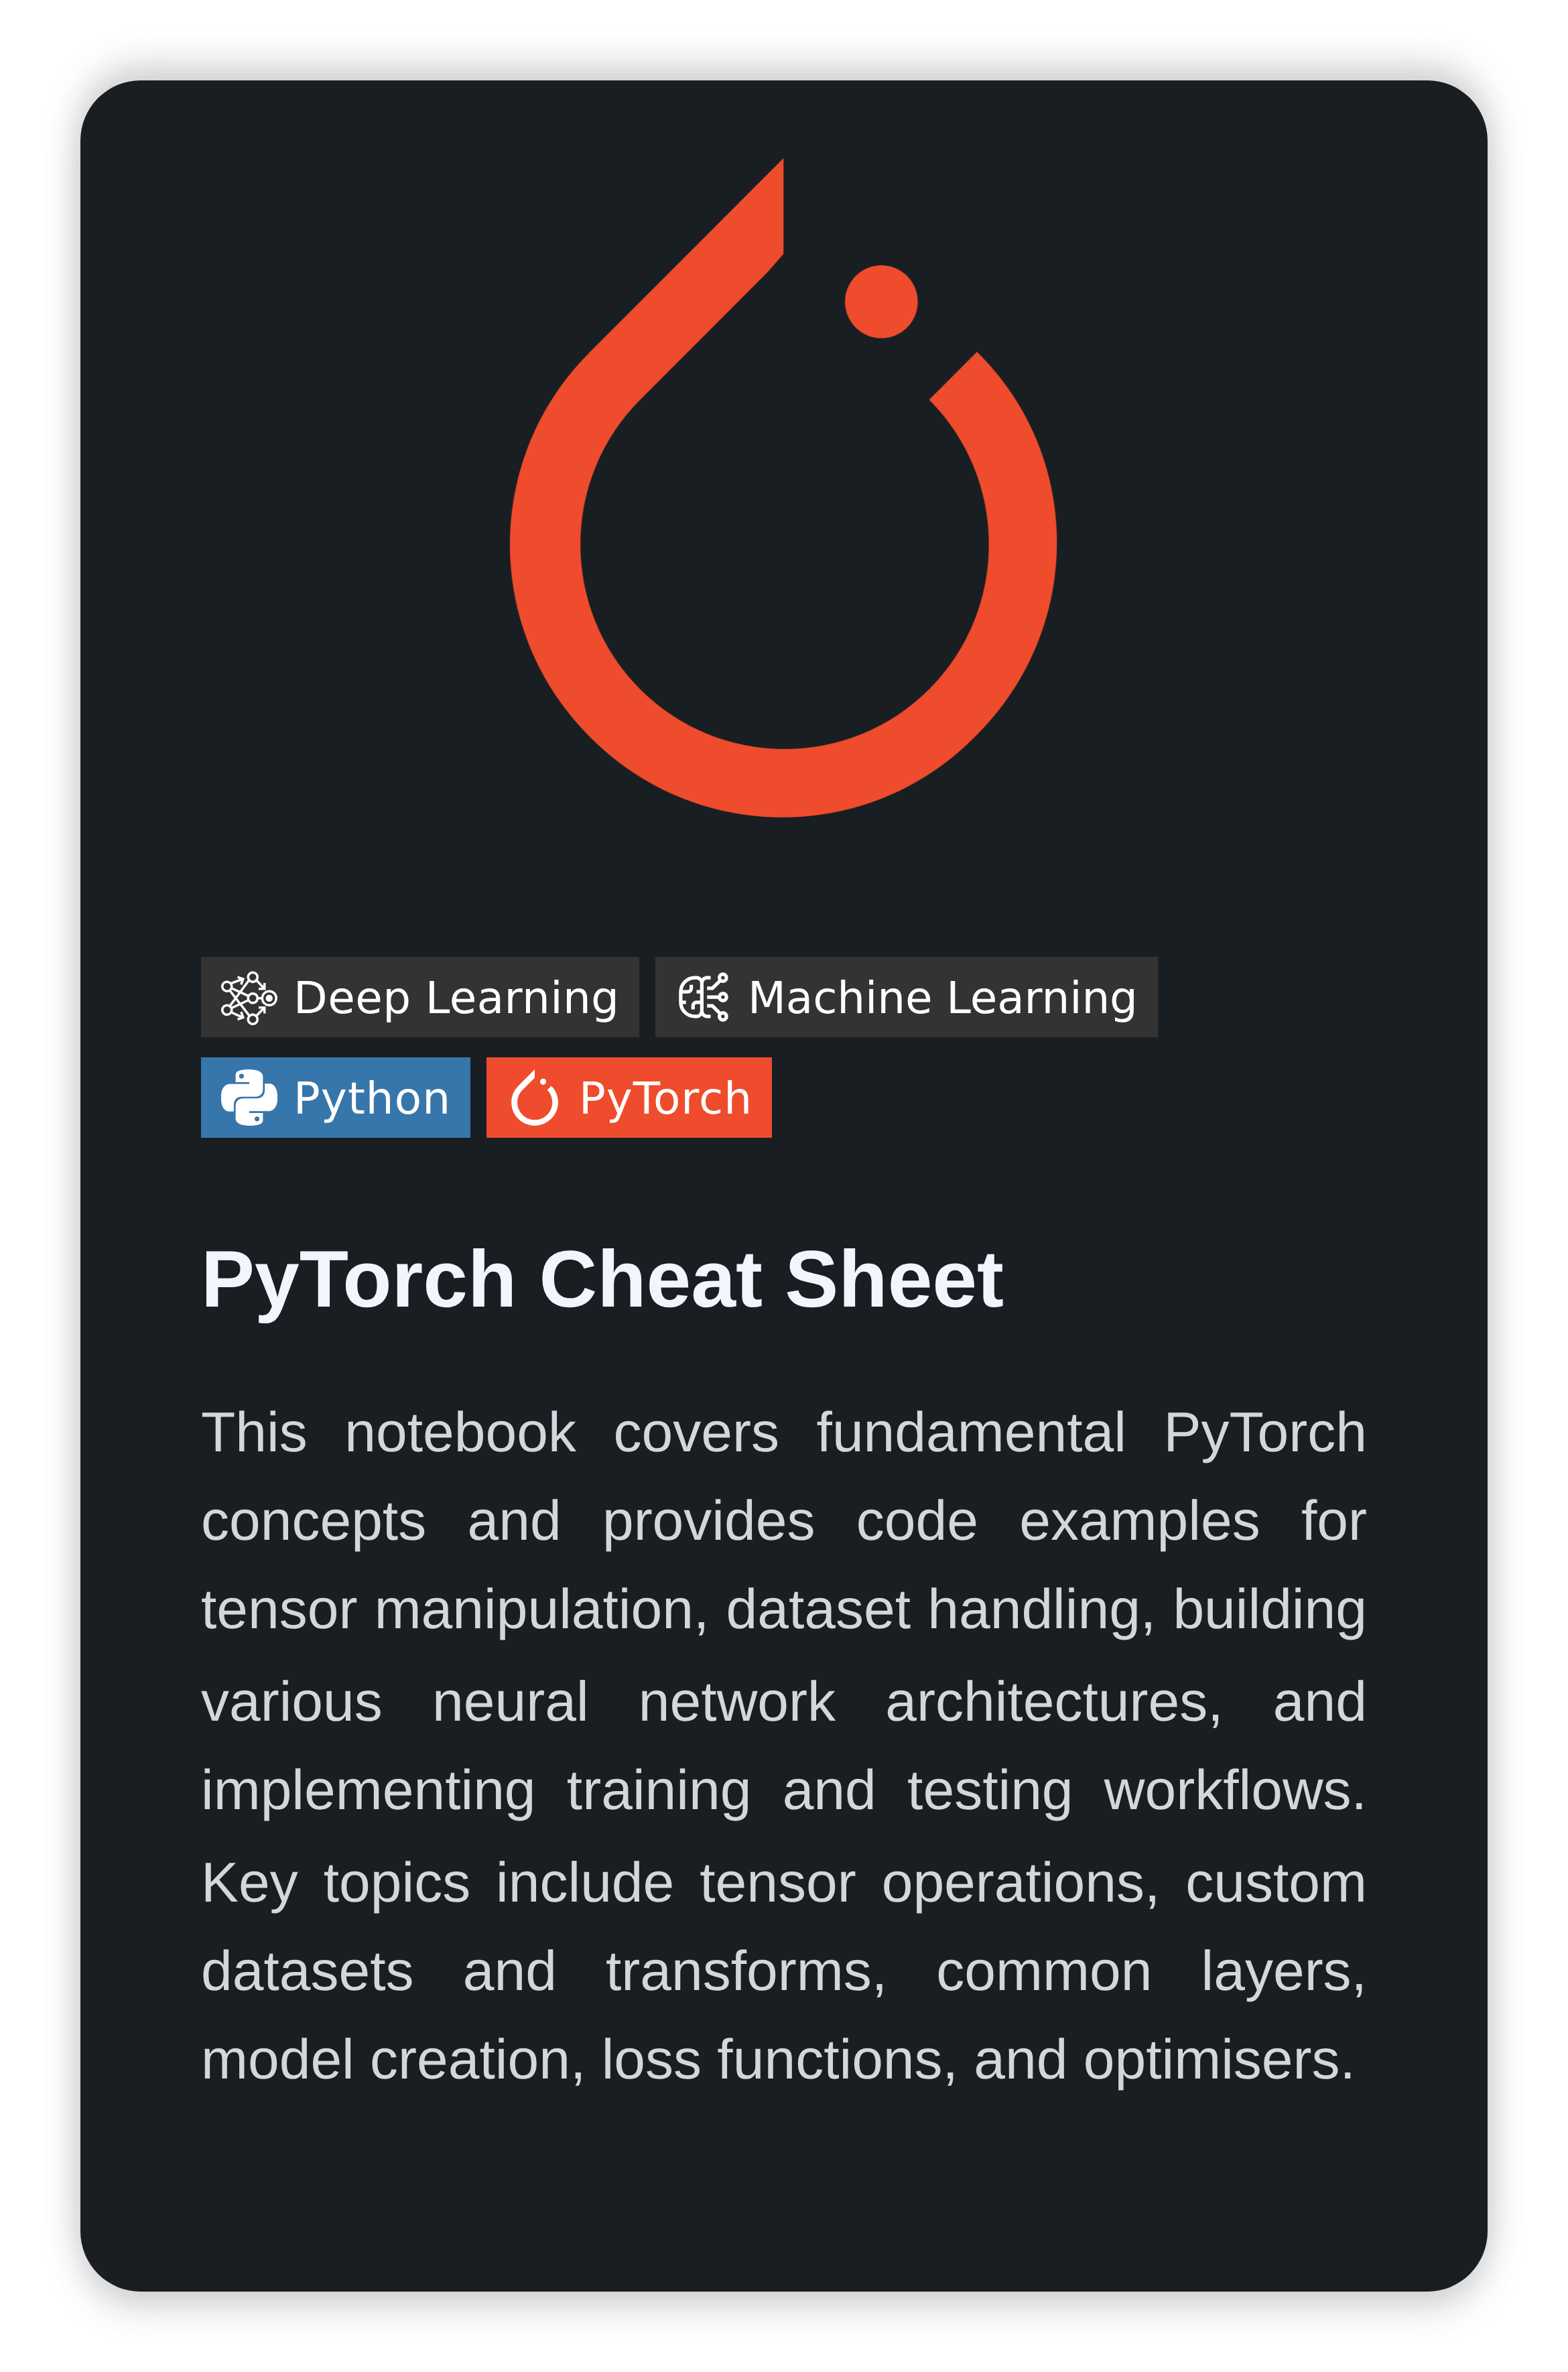 Deep Learning Machine Learning
Python PyTorch
PyTorch Cheat Sheet
This notebook covers fundamental PyTorch
concepts and provides code examples for
tensor manipulation, dataset handling, building
various neural network architectures, and
implementing training and testing workflows.
Key topics include tensor operations, custom
datasets and transforms, common layers,
model creation, loss functions, and optimisers.